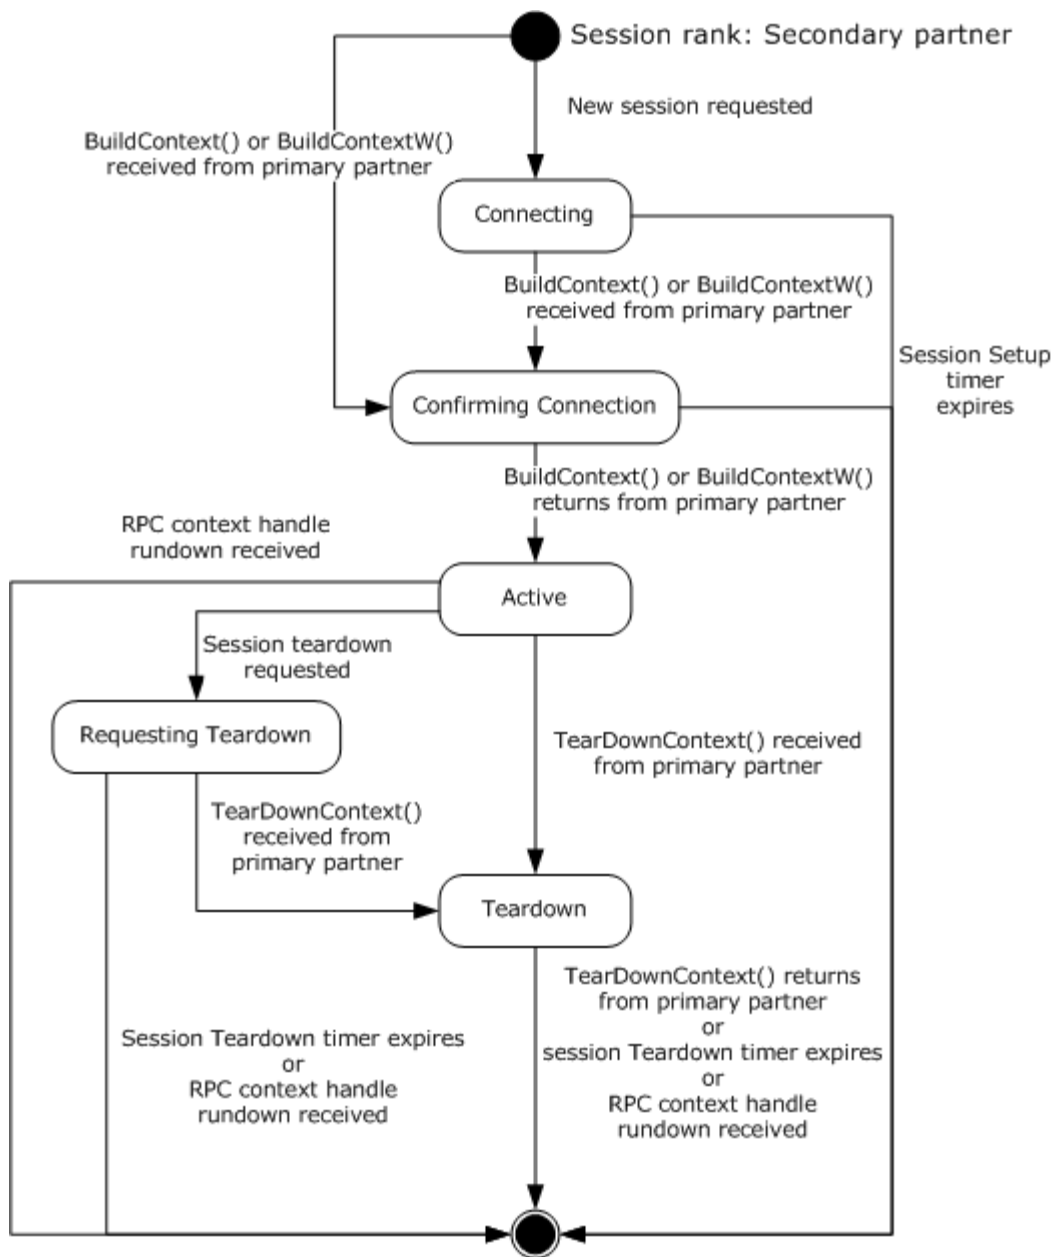 Session rank: Secondary partner
New session requested
BuildContext() or BuildContextW()
received from primary partner
Connecting
BuildContext() or BuildContextW()
received from primary partner
Session Setup
timer
expires
Confirming Connection
BuildContext() or BuildContextW()
returns from primary partner
RPC context handle
rundown received
Active
Session teardown
requested
Requesting Teardown
TearDownContext() received
from primary partner
TearDownContext()
received from
primary partner
Teardown
TearDownContext() returns
from primary partner
or
session Teardown timer expires
or
RPC context handle
rundown received
Session Teardown timer expires
or
RPC context handle
rundown received